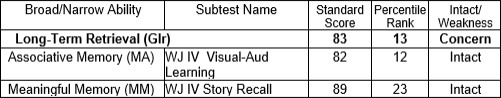 Broad/Narrow Ability Subtest Name Standard Score Percentile Rank Intact/ Weakness
Long-Term Retrieval (Glr) 83 13 Concern
Associative Memory (MA) WJ IV Visual-Aud Learning 82 12 Intact
Meaningful Memory (MM) WJ IV Story Recall 89 23 Intact